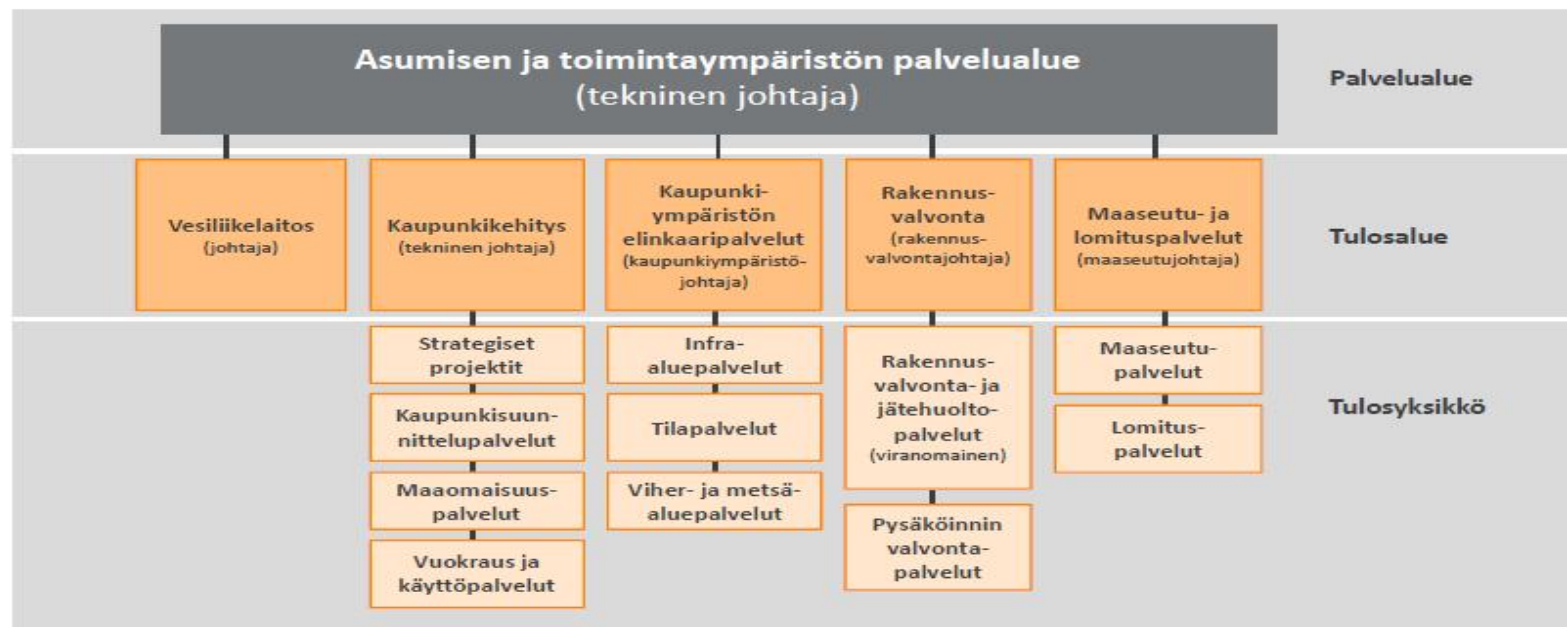 Asumisen ja toimintaympäristön palvelualue
(tekninen johtaja)
Palvelualue
Vesiliikelaitos
(johtaja)
Kaupunkikehitys
(tekninen johtaja)
Kaupunki-
ympäristön
elinkaaripalvelut
(kaupunkiympäristö-
johtaja)
Rakennus-
valvonta
(rakennus-
valvontajohtaja)
Maaseutu- ja
lomituspalvelut
(maaseutujohtaja)
Tulosalue
Strategiset
projektit
Kaupunkisuun-
nittelupalvelut
Maaomaisuus-
palvelut
Vuokraus ja
käyttöpalvelut
Infra-
aluepalvelut
Tilapalvelut
Viher- ja metsä-
aluepalvelut
Rakennus-
valvonta- ja
jätehuolto-
palvelut
(viranomainen)
Pysäköinnin
valvonta-
palvelut
Maaseutu-
palvelut
Lomitus-
palvelut
Tulosyksikkö